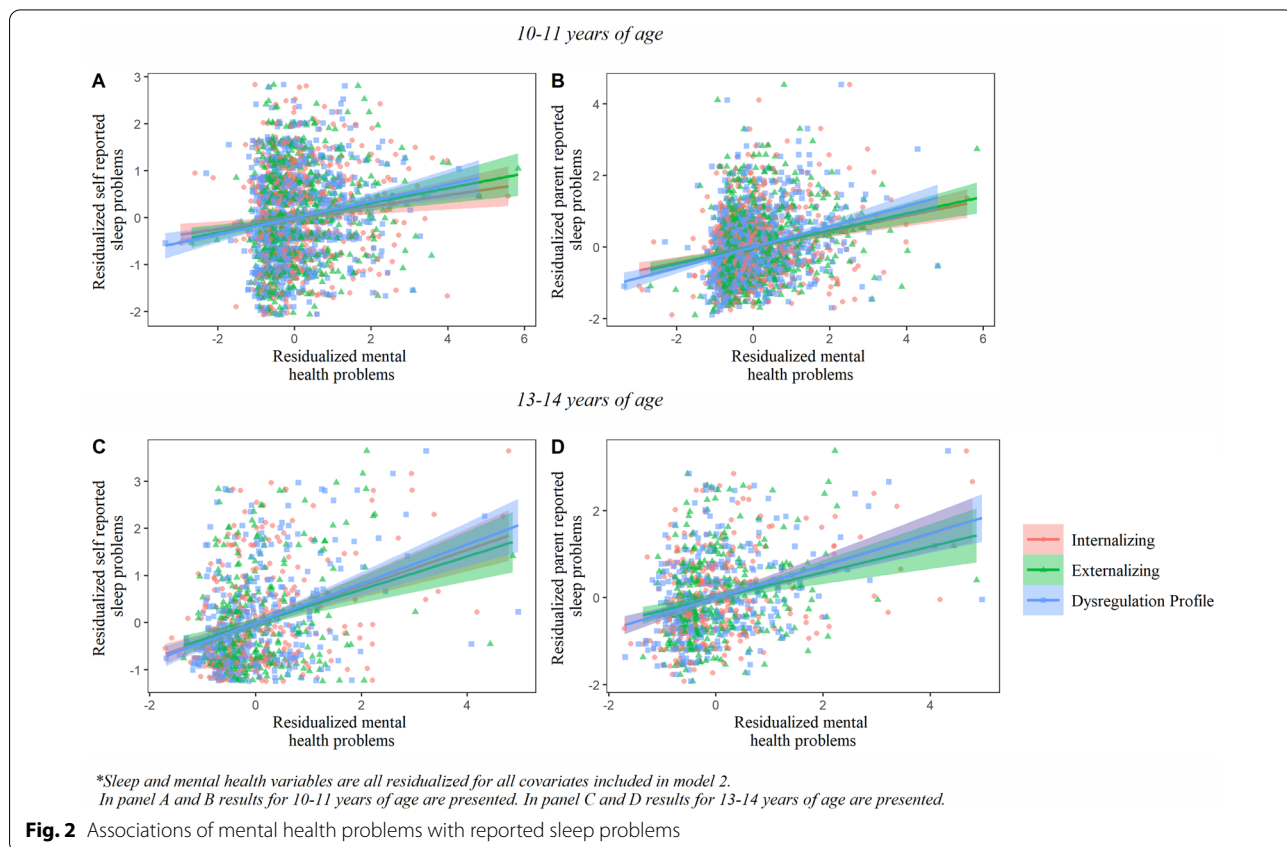 10-11 years of age
A
3
2
1
0
-1
-2
Residualized self reported
sleep problems
-2
0
2
4
6
Residualized mental
health problems
B
4
2
0
-2
Residualized parent reported
sleep problems
-2
0
2
4
6
Residualized mental
health problems
13-14 years of age
C
3
2
1
0
-1
Residualized self reported
sleep problems
-2
0
2
4
Residualized mental
health problems
D
2
0
-2
Residualized parent reported
sleep problems
-2
0
2
4
Residualized mental
health problems
Internalizing
Externalizing
Dysregulation Profile
*Sleep and mental health variables are all residualized for all covariates included in model 2.
In panel A and B results for 10-11 years of age are presented. In panel C and D results for 13-14 years of age are presented.
Fig. 2 Associations of mental health problems with reported sleep problems